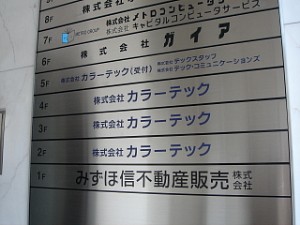 8F 株式会社
7F 株式会社 メトロコンピュータ
株式会社 キャピタルコンピュータサービス
6F 株式会社 ガイア
5F 株式会社 カラーテック(受付) 株式会社 テックスタッフ
株式会社 テック・コミュニケーションズ
4F 株式会社 カラーテック
3F 株式会社 カラーテック
2F 株式会社 カラーテック
1F みずほ信不動産販売 株式会社